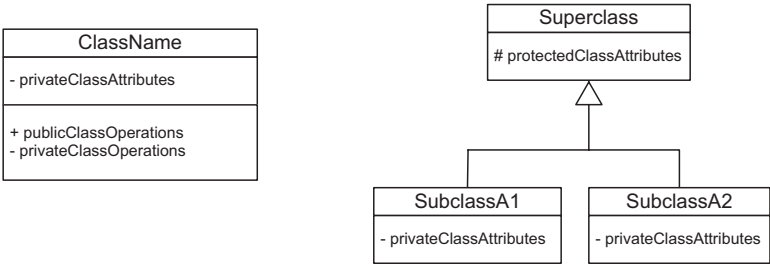 ClassName
- privateClassAttributes
+ publicClassOperations
- privateClassOperations
Superclass
# protectedClassAttributes
SubclassA1
- privateClassAttributes
SubclassA2
- privateClassAttributes